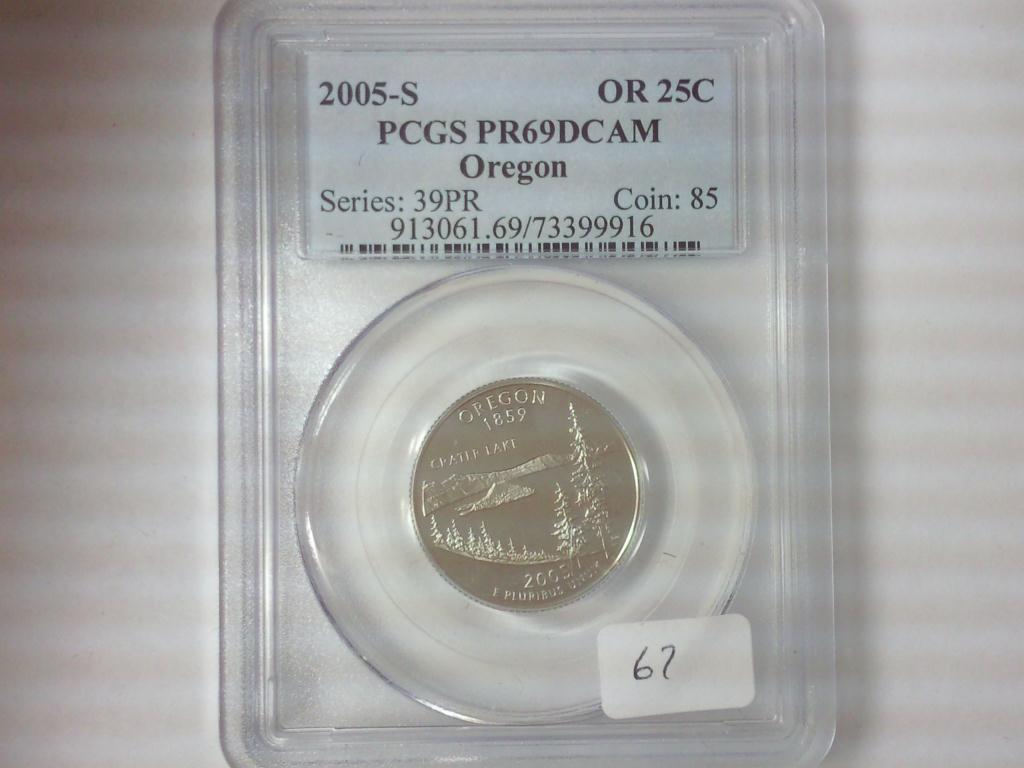 2005-S OR 25C
PCGS PR69DCAM
Oregon
Series: 39PR Coin: 85
913061.69/73399916
OREGON
1859
CRATER LAKE
2005
E PLURIBUS UNUM
67